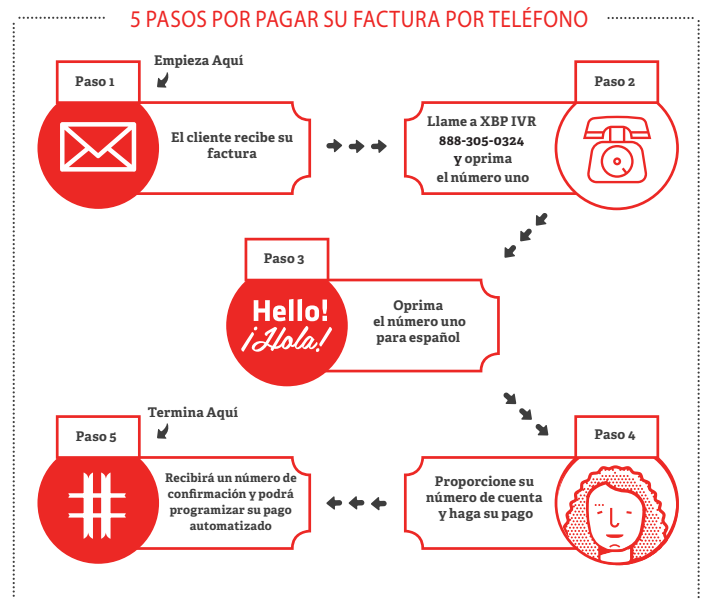 5 PASOS POR PAGAR SU FACTURA POR TELÉFONO
Empieza Aquí
Paso 1
El cliente recibe su
factura
Paso 2
Llame a XBP IVR
888-305-0324
y oprima
el número uno
Paso 3
Hello!
¡Hola!
Oprima
el número uno
para español
Paso 4
Proporcione su
número de cuenta
y haga su pago
Termina Aquí
Paso 5
Recibirá un número de
confirmación y podrá
programizar su pago
automatizado